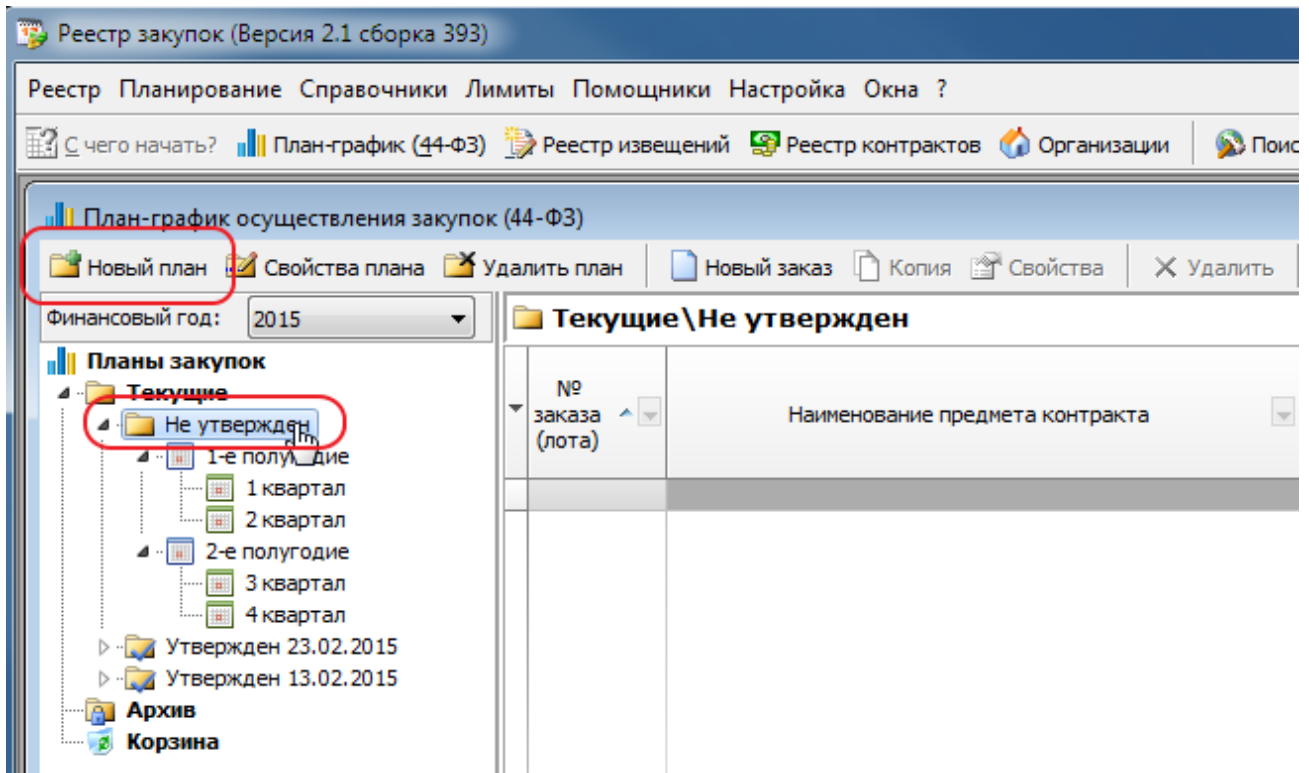 Реестр закупок (Версия 2.1 сборка 393)
Реестр Планирование Справочники Лимиты Помощники Настройка Окна ?
С чего начать? План-график (44-ФЗ) Реестр извещений Реестр контрактов Организации
План-график осуществления закупок (44-ФЗ)
Новый план Свойства плана Удалить план Новый заказ Копия Свойства Удалить
Финансовый год: 2015
Текущие\Не утвержден
Планы закупок
Текущие
Не утвержден
1-е полугодие
1 квартал
2 квартал
2-е полугодие
3 квартал
4 квартал
Утвержден 23.02.2015
Утвержден 13.02.2015
Архив
Корзина
№
заказа
(лота)
Наименование предмета контракта